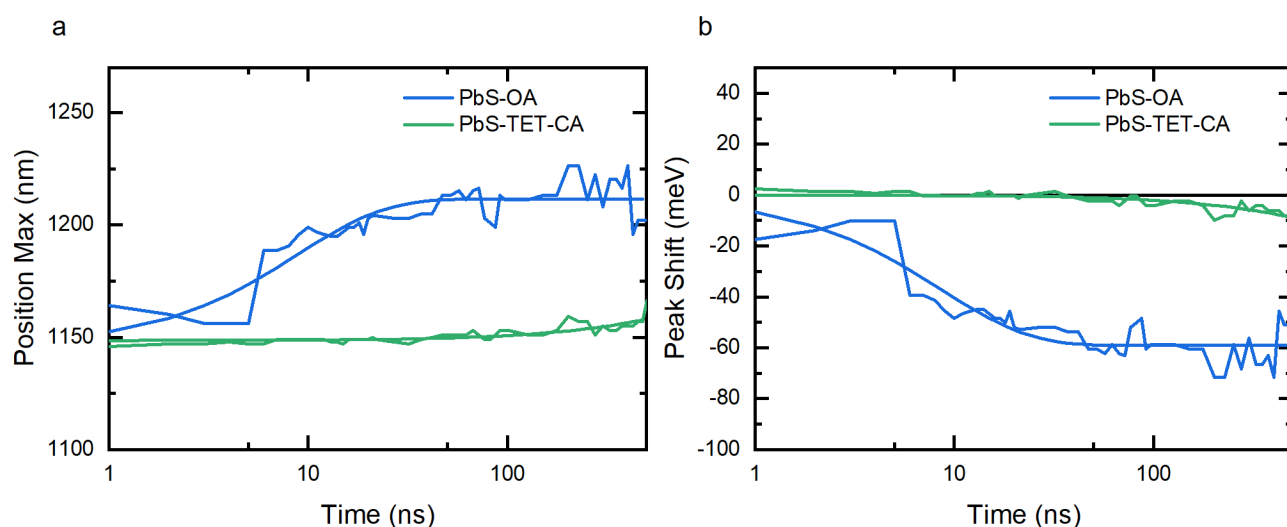 a
Position Max (nm)
1250
1200
1150
1100
PbS-OA
PbS-TET-CA
1
10
100
Time (ns)
b
Peak Shift (meV)
40
20
0
-20
-40
-60
-80
-100
PbS-OA
PbS-TET-CA
1
10
100
Time (ns)